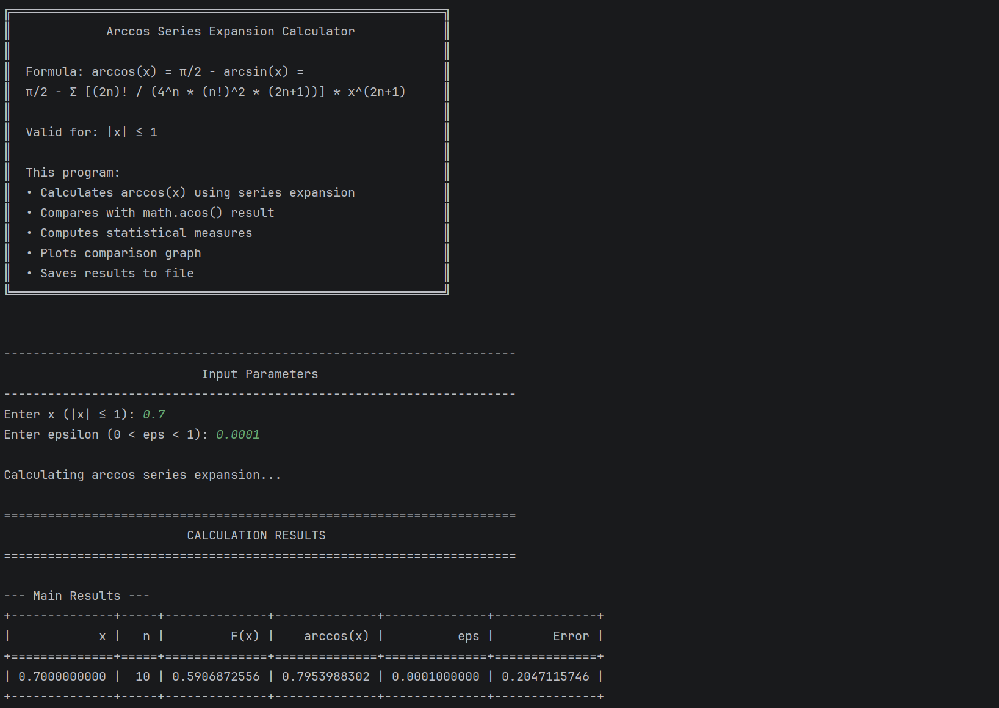 Arccos Series Expansion Calculator
Formula: arccos(x) = π/2 - arcsin(x) =
π/2 - Σ [(2n)! / (4^n * (n!)^2 * (2n+1))] * x^(2n+1)
Valid for: |x| ≤ 1
This program:
• Calculates arccos(x) using series expansion
• Compares with math.acos() result
• Computes statistical measures
• Plots comparison graph
• Saves results to file
----------------------------------------------------------------------
Input Parameters
----------------------------------------------------------------------
Enter x (|x| ≤ 1): 0.7
Enter epsilon (0 < eps < 1): 0.0001
Calculating arccos series expansion...
======================================================================
CALCULATION RESULTS
======================================================================
--- Main Results ---
+--------------+-----+--------------+--------------+--------------+--------------+
|            x |   n |         F(x) |    arccos(x) |          eps |        Error |
+==============+=====+==============+==============+==============+==============+
| 0.7000000000 |  10 | 0.5906872556 | 0.7953988302 | 0.0001000000 | 0.2047115746 |
+--------------+-----+--------------+--------------+--------------+--------------+